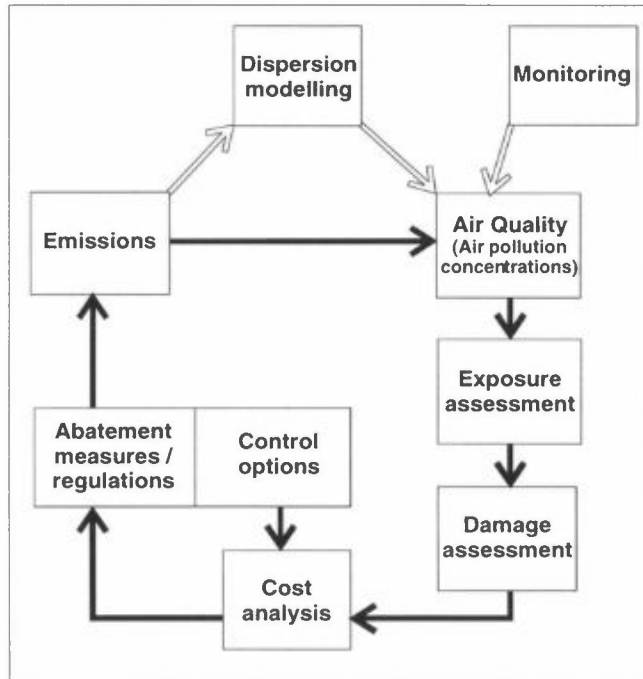 Dispersion
modelling
Monitoring
Emissions
Air Quality
(Air pollution
concentrations)
Exposure
assessment
Abatement
measures /
regulations
Control
options
Damage
assessment
Cost
analysis